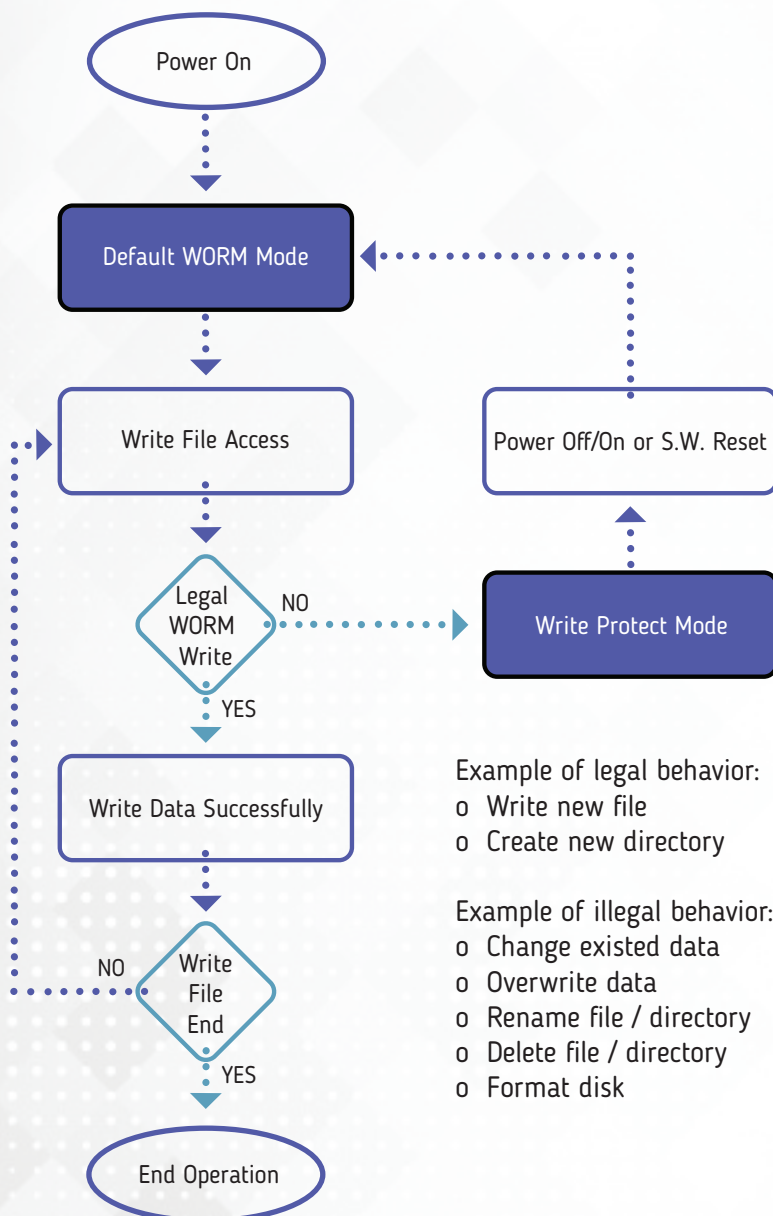 Power On
Default WORM Mode
Write File Access
Power Off/On or S.W. Reset
Legal
WORM
Write
NO
Write Protect Mode
YES
Write Data Successfully
Example of legal behavior:
o Write new file
o Create new directory
Example of illegal behavior:
o Change existed data
o Overwrite data
o Rename file / directory
o Delete file / directory
o Format disk
NO
Write
File
End
YES
End Operation